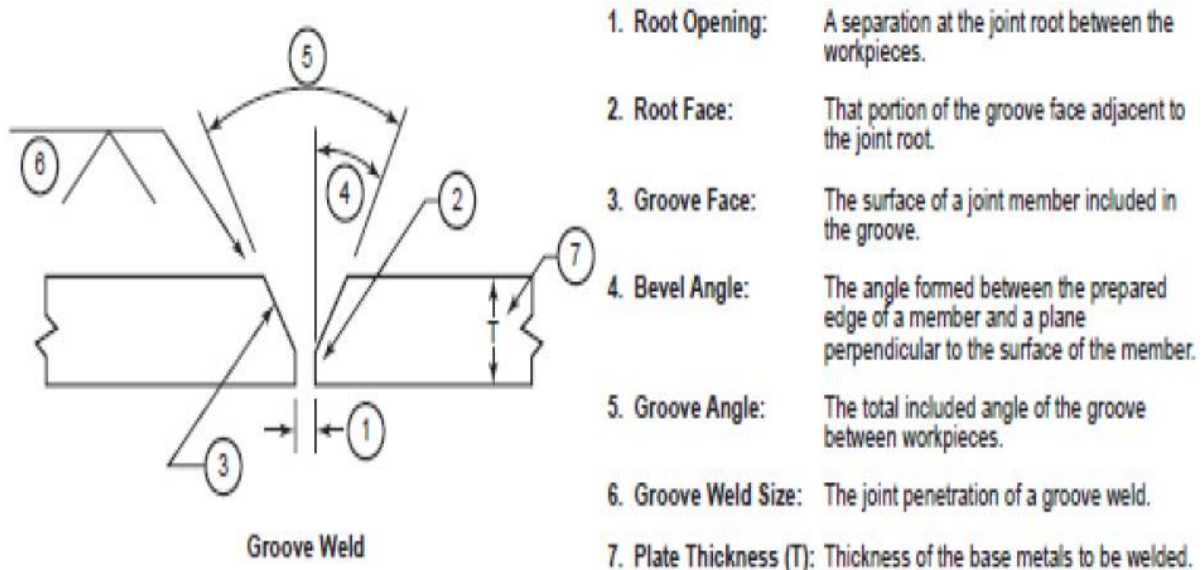 5
6
4
2
7
T
1
3
Groove Weld
1. Root Opening: A separation at the joint root between the
workpieces.
2. Root Face: That portion of the groove face adjacent to
the joint root.
3. Groove Face: The surface of a joint member included in
the groove.
4. Bevel Angle: The angle formed between the prepared
edge of a member and a plane
perpendicular to the surface of the member.
5. Groove Angle: The total included angle of the groove
between workpieces.
6. Groove Weld Size: The joint penetration of a groove weld.
7. Plate Thickness (T): Thickness of the base metals to be welded.